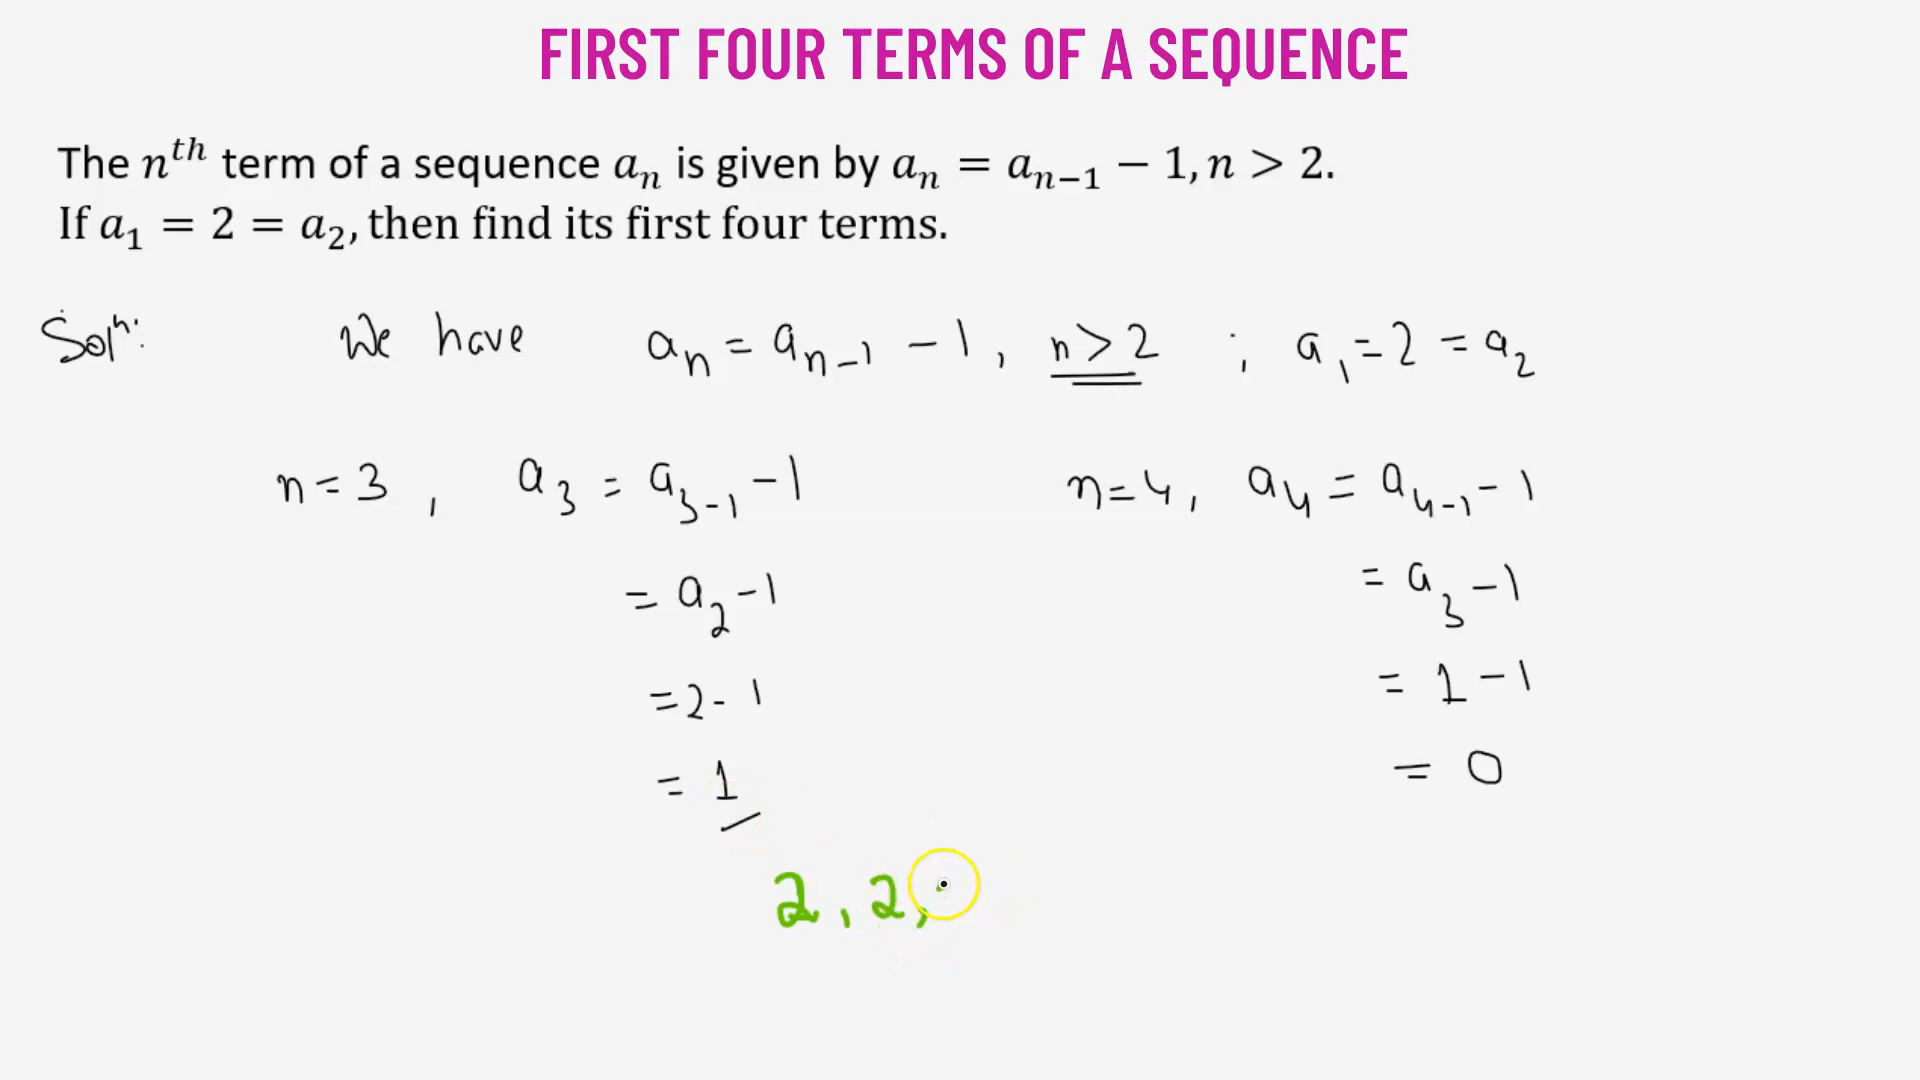 FIRST FOUR TERMS OF A SEQUENCE
The nᵗʰ term of a sequence aₙ is given by aₙ = aₙ₋₁ − 1, n > 2.
If a₁ = 2 = a₂, then find its first four terms.
Solⁿ: We have aₙ = aₙ₋₁ − 1, n > 2 ; a₁ = 2 = a₂
n = 3, a₃ = a₃₋₁ − 1
= a₂ − 1
= 2 - 1
= 1
n = 4, a₄ = a₄₋₁ − 1
= a₃ − 1
= 1 − 1
= 0
2, 2,